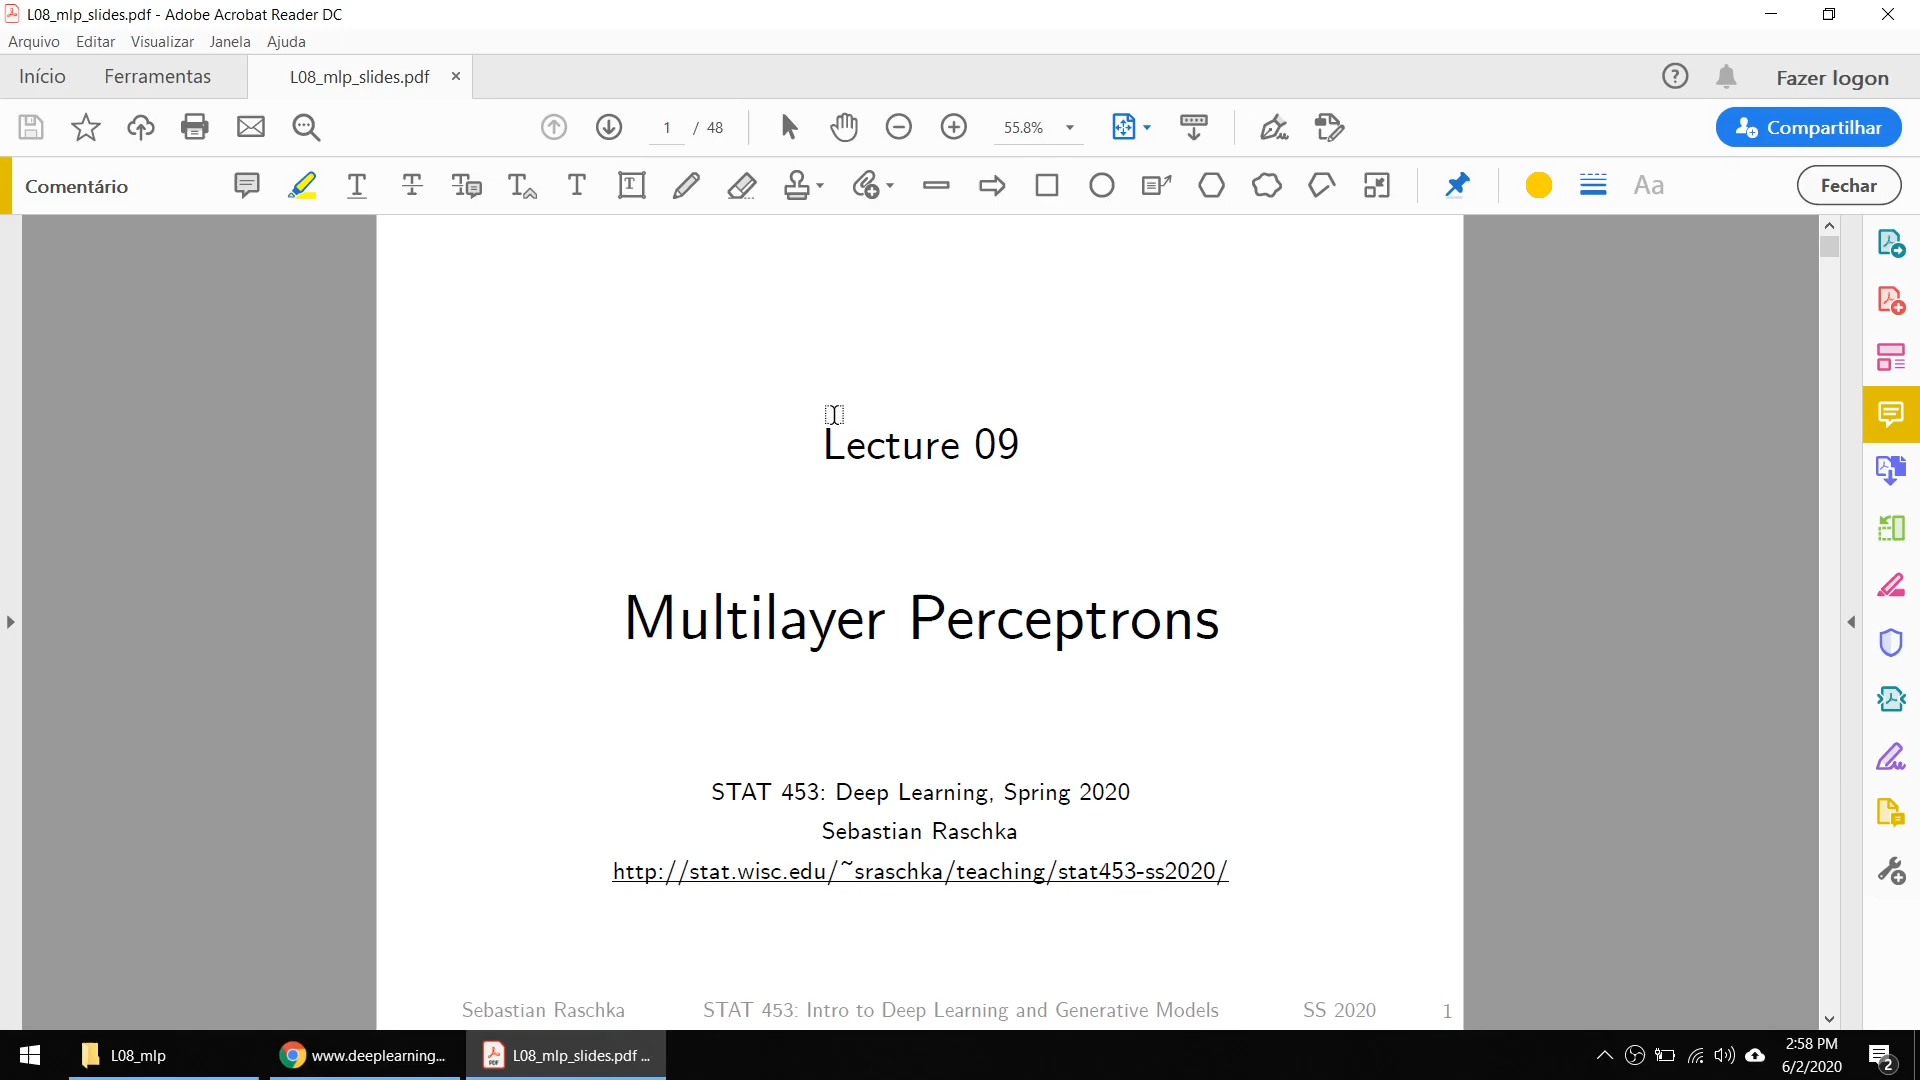 L08_mlp_slides.pdf - Adobe Acrobat Reader DC
Arquivo Editar Visualizar Janela Ajuda
Início Ferramentas L08_mlp_slides.pdf × Fazer logon
1 / 48 55.8% Compartilhar
Comentário Aa Fechar
Lecture 09
Multilayer Perceptrons
STAT 453: Deep Learning, Spring 2020
Sebastian Raschka
http://stat.wisc.edu/~sraschka/teaching/stat453-ss2020/
Sebastian Raschka STAT 453: Intro to Deep Learning and Generative Models SS 2020 1
L08_mlp www.deeplearning... L08_mlp_slides.pdf ... 2:58 PM
6/2/2020 2